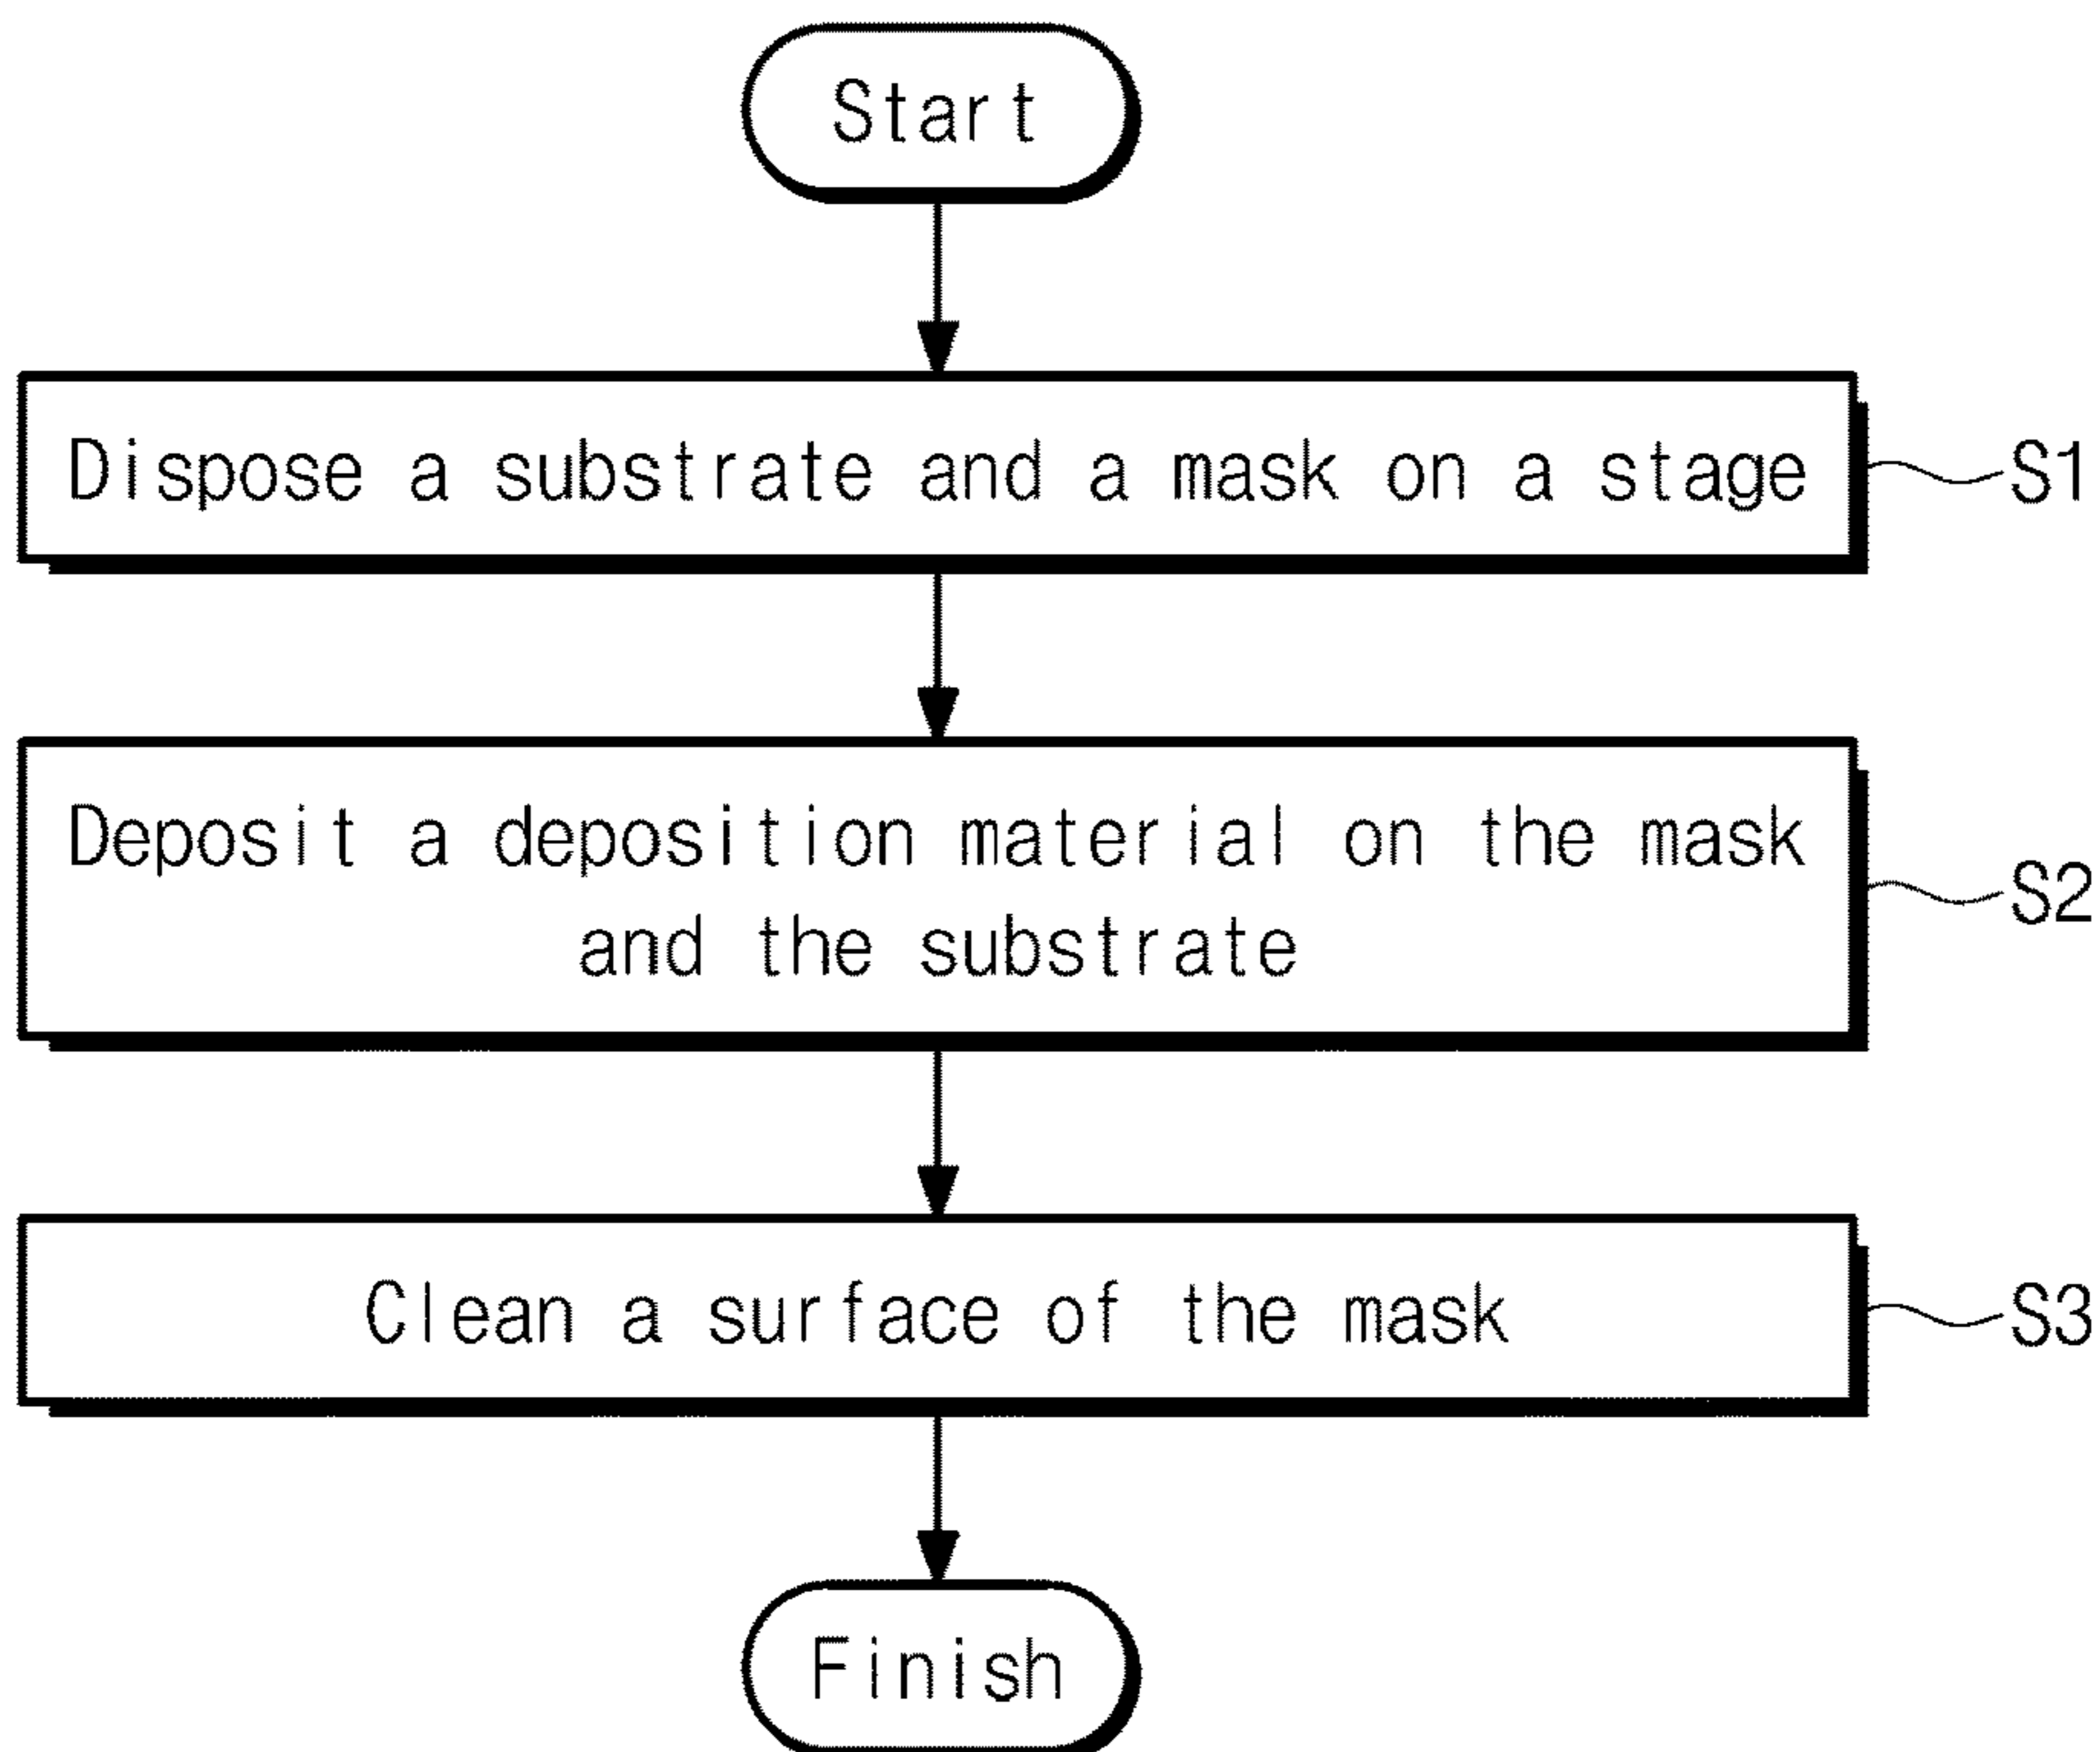 Start
Dispose a substrate and a mask on a stage
S1
Deposit a deposition material on the mask
and the substrate
S2
Clean a surface of the mask
S3
Finish